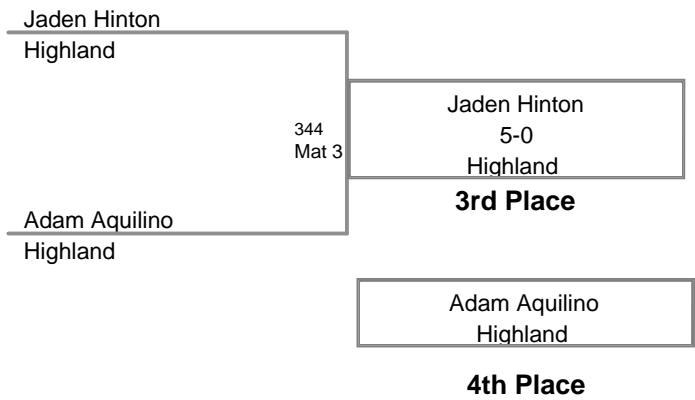 Jaden Hinton
Highland
344
Mat 3
Jaden Hinton
5-0
Highland
3rd Place
Adam Aquilino
Highland
Adam Aquilino
Highland
4th Place